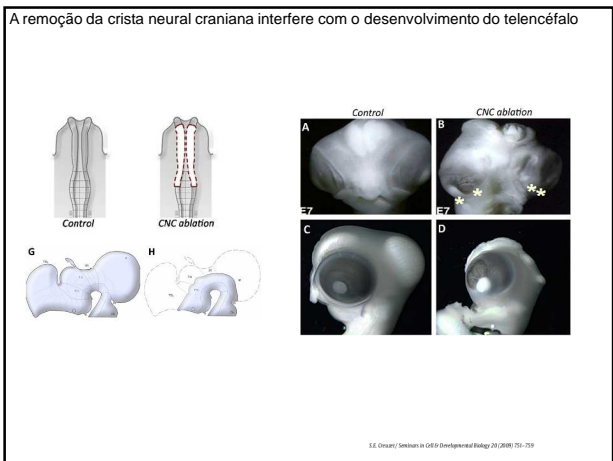 A remoção da crista neural craniana interfere com o desenvolvimento do telencéfalo
Control
CNC ablation
Control
CNC ablation
A
B
E7
E7
* * **
C
D
G
H
S.E. Creuzet / Seminars in Cell & Developmental Biology 20 (2009) 751–759